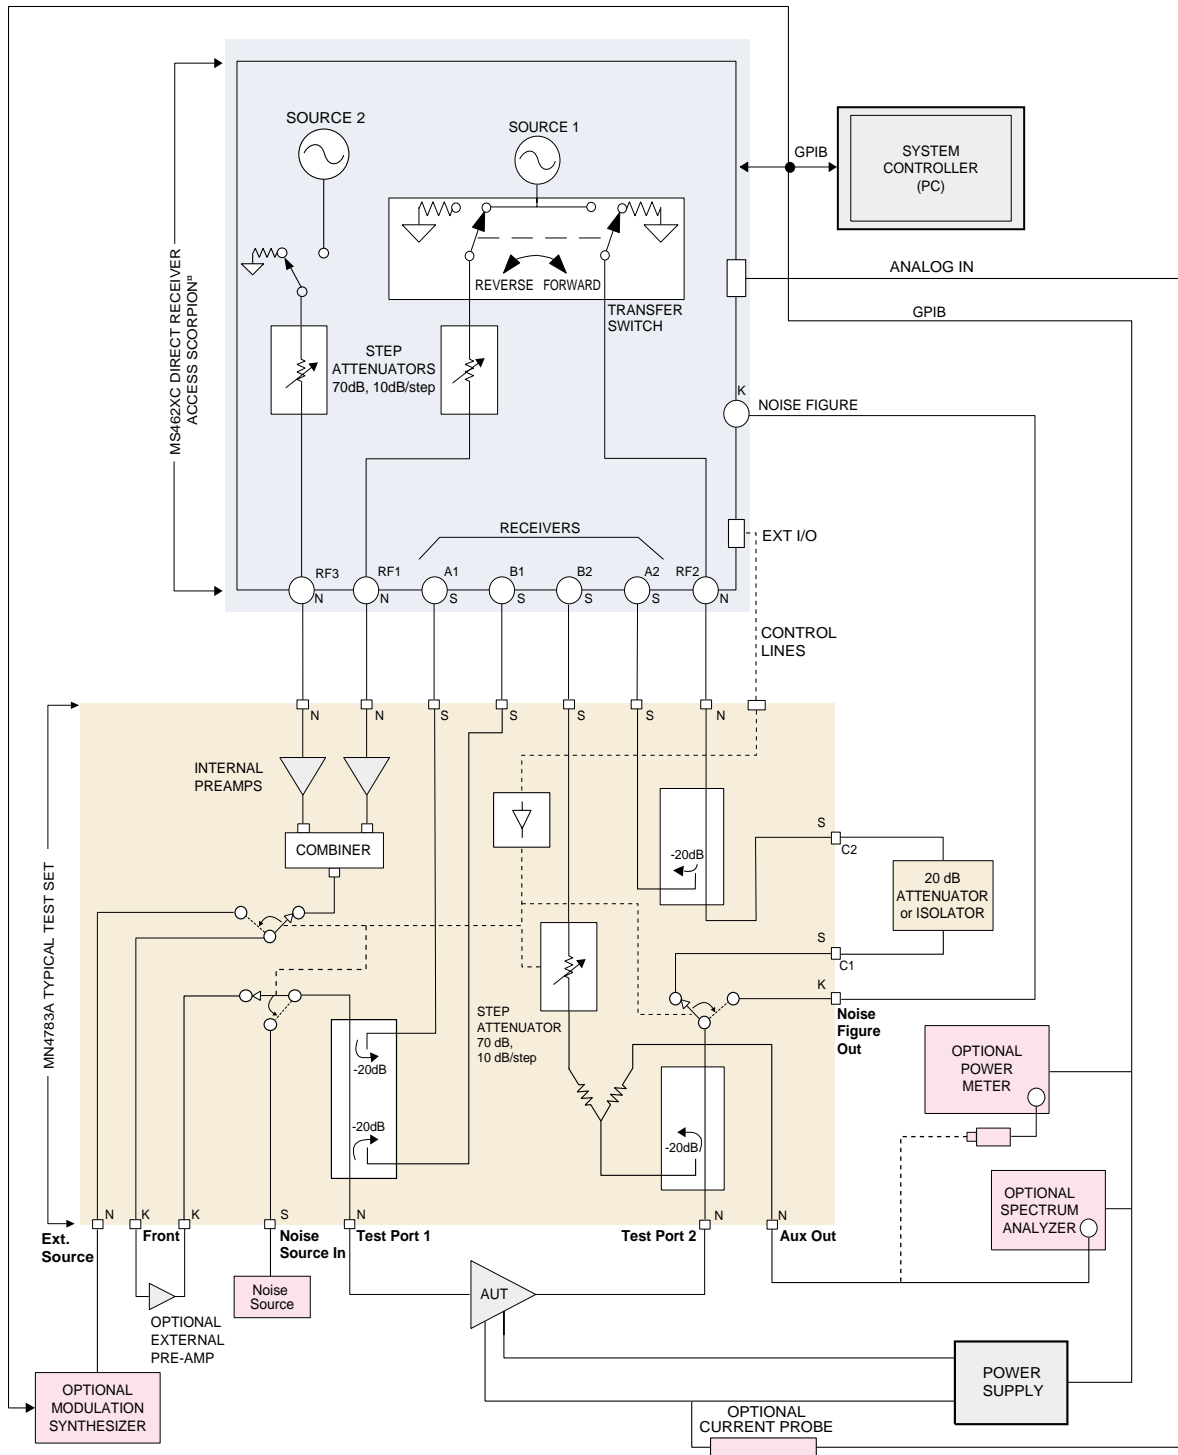 SOURCE 2
SOURCE 1
GPIB
SYSTEM
CONTROLLER
(PC)
REVERSE FORWARD
TRANSFER
SWITCH
ANALOG IN
GPIB
MS462XC DIRECT RECEIVER
ACCESS SCORPION¤
STEP
ATTENUATORS
70dB, 10dB/step
K
NOISE FIGURE
RECEIVERS
EXT I/O
RF3
N
RF1
N
A1
S
B1
S
B2
S
A2
S
RF2
N
CONTROL
LINES
N
N
S
S
S
S
N
MN4783A TYPICAL TEST SET
INTERNAL
PREAMPS
COMBINER
-20dB
S
C2
20 dB
ATTENUATOR
or ISOLATOR
S
C1
K
Noise
Figure
Out
STEP
ATTENUATOR
70 dB,
10 dB/step
-20dB
-20dB
-20dB
OPTIONAL
POWER
METER
OPTIONAL
SPECTRUM
ANALYZER
N
K
K
S
N
N
N
Ext.
Source
Front
Noise
Source In
Test Port 1
Test Port 2
Aux Out
Noise
Source
AUT
OPTIONAL
EXTERNAL
PRE-AMP
OPTIONAL
MODULATION
SYNTHESIZER
POWER
SUPPLY
OPTIONAL
CURRENT PROBE